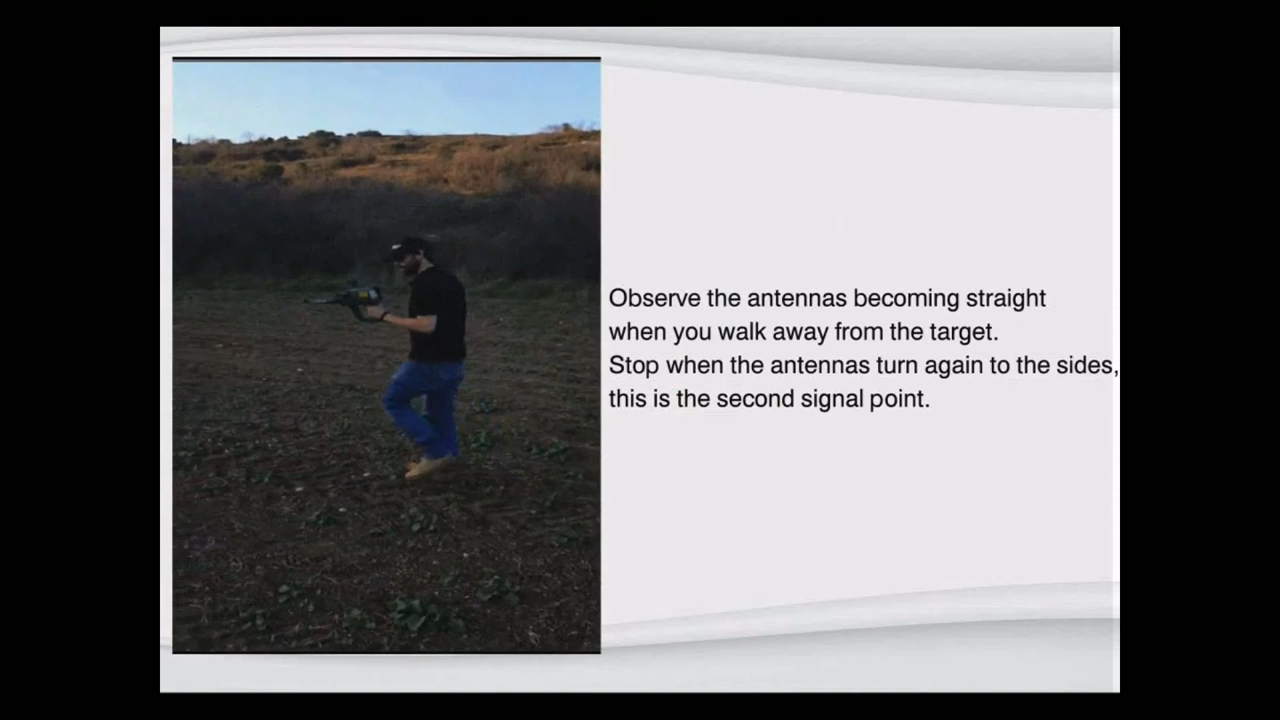 Observe the antennas becoming straight
when you walk away from the target.
Stop when the antennas turn again to the sides,
this is the second signal point.